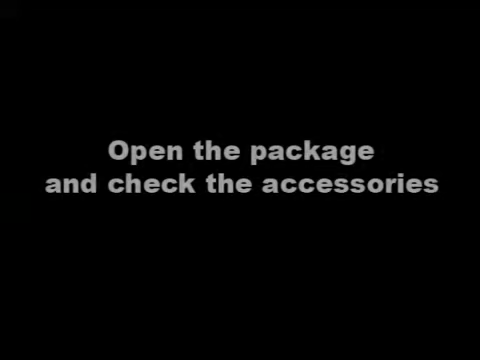 Open the package
and check the accessories